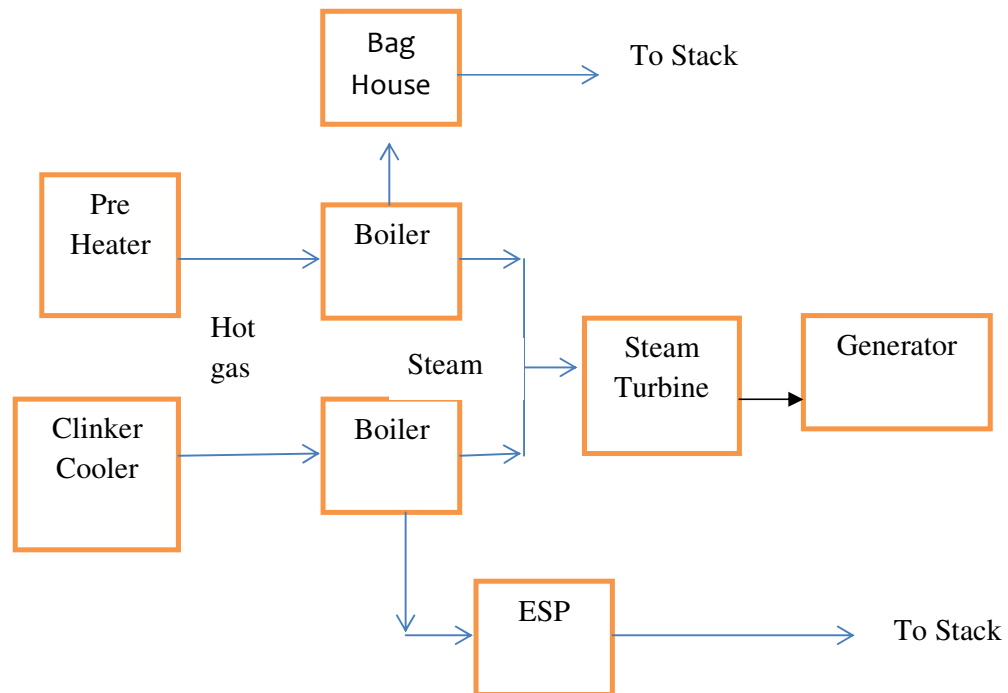 Bag
House
To Stack
Pre
Heater
Boiler
Hot
gas
Steam
Steam
Turbine
Generator
Clinker
Cooler
Boiler
ESP
To Stack